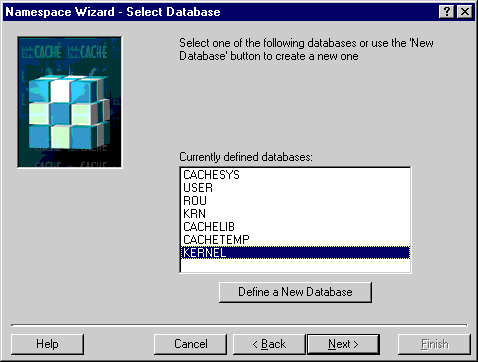 Namespace Wizard - Select Database
CACHÉ
CACHÉ
Select one of the following databases or use the 'New
Database' button to create a new one
Currently defined databases:
CACHESYS
USER
ROU
KRN
CACHELIB
CACHETEMP
KERNEL
Define a New Database
Help
Cancel
< Back
Next >
Finish